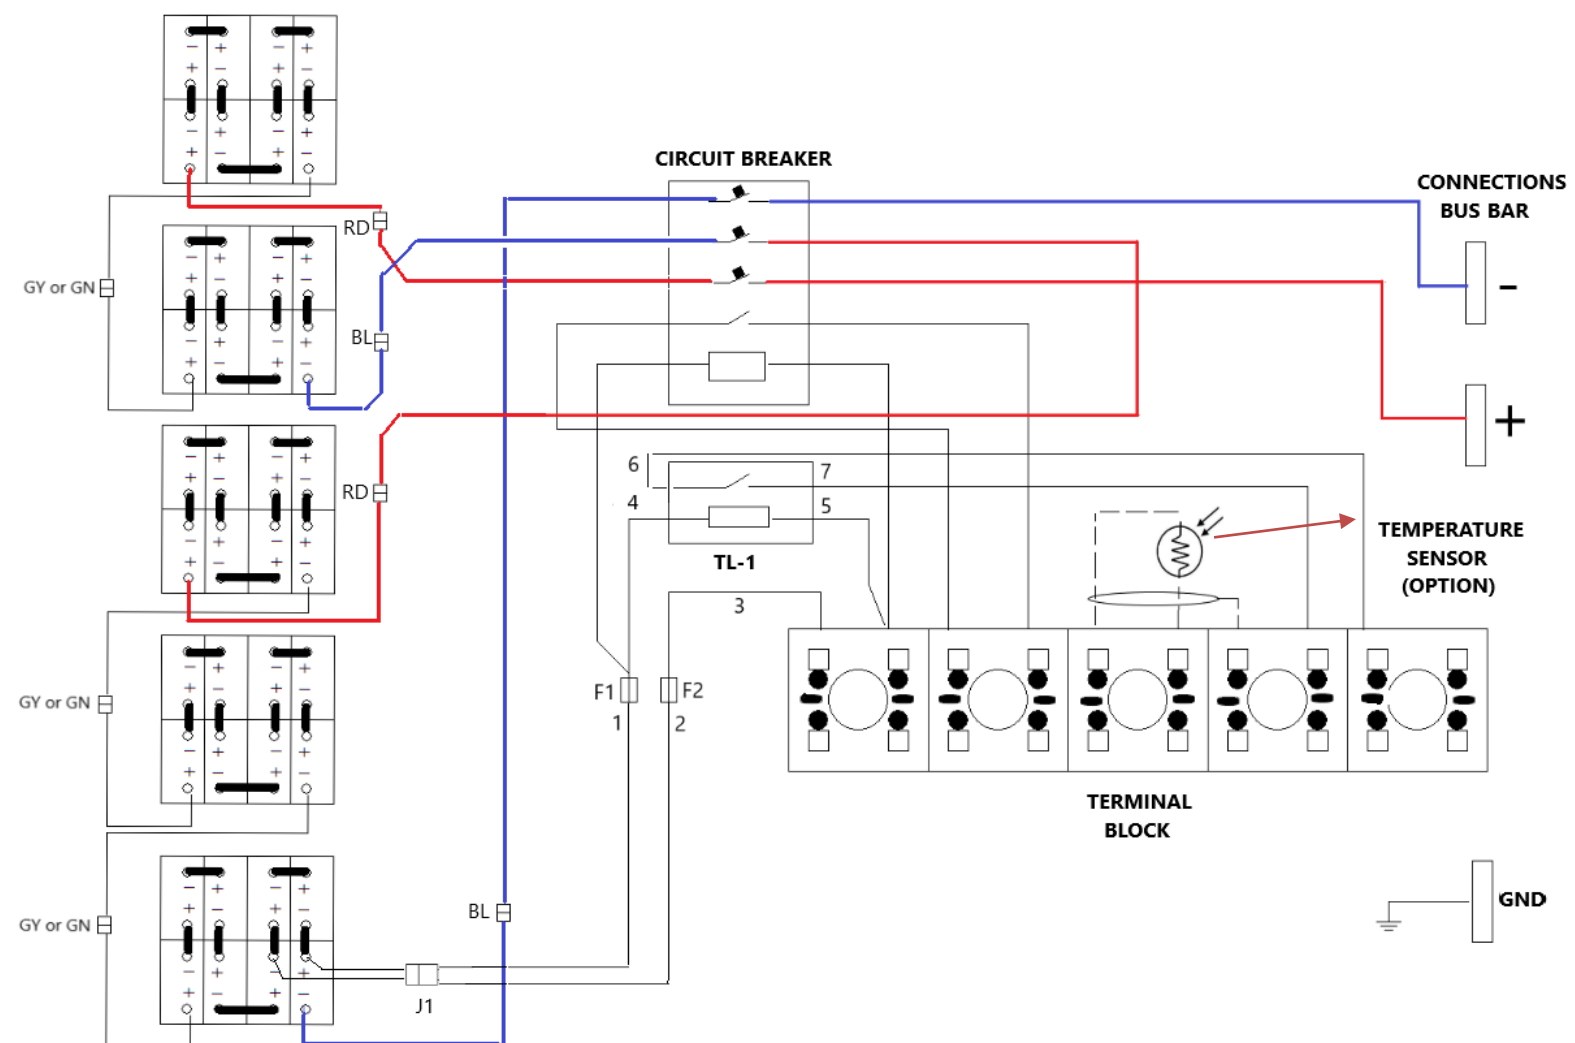 CIRCUIT BREAKER
CONNECTIONS
BUS BAR
RD
GY or GN
-
BL
+
6
7
RD
4
5
TEMPERATURE
SENSOR
(OPTION)
TL-1
3
F1
F2
GY or GN
1
2
TERMINAL
BLOCK
GND
BL
GY or GN
J1